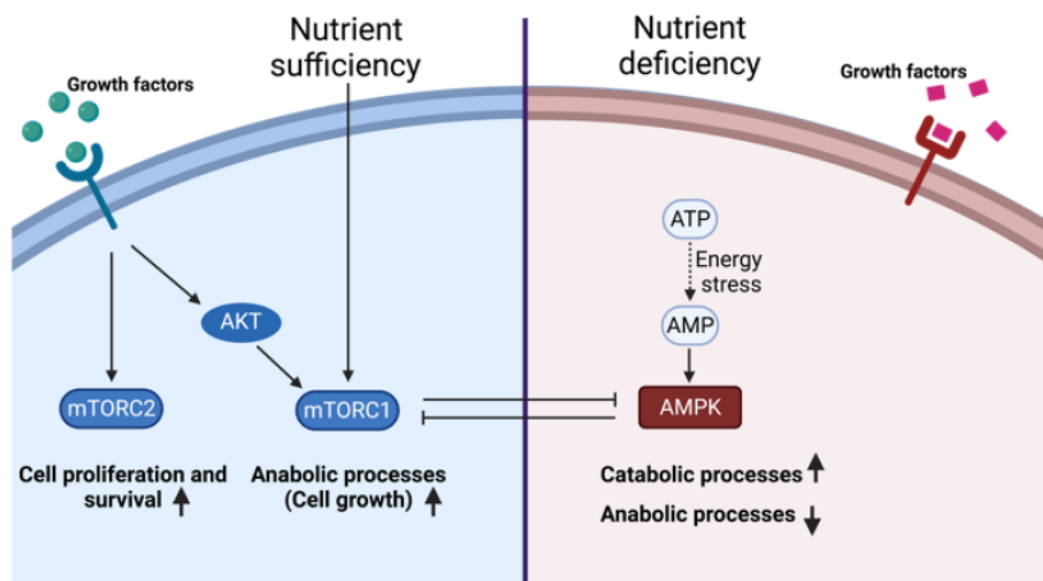 Nutrient
sufficiency
Nutrient
deficiency
Growth factors
Growth factors
ATP
Energy
stress
AKT
AMP
mTORC2
mTORC1
AMPK
Cell proliferation and
survival
Anabolic processes
(Cell growth)
Catabolic processes
Anabolic processes